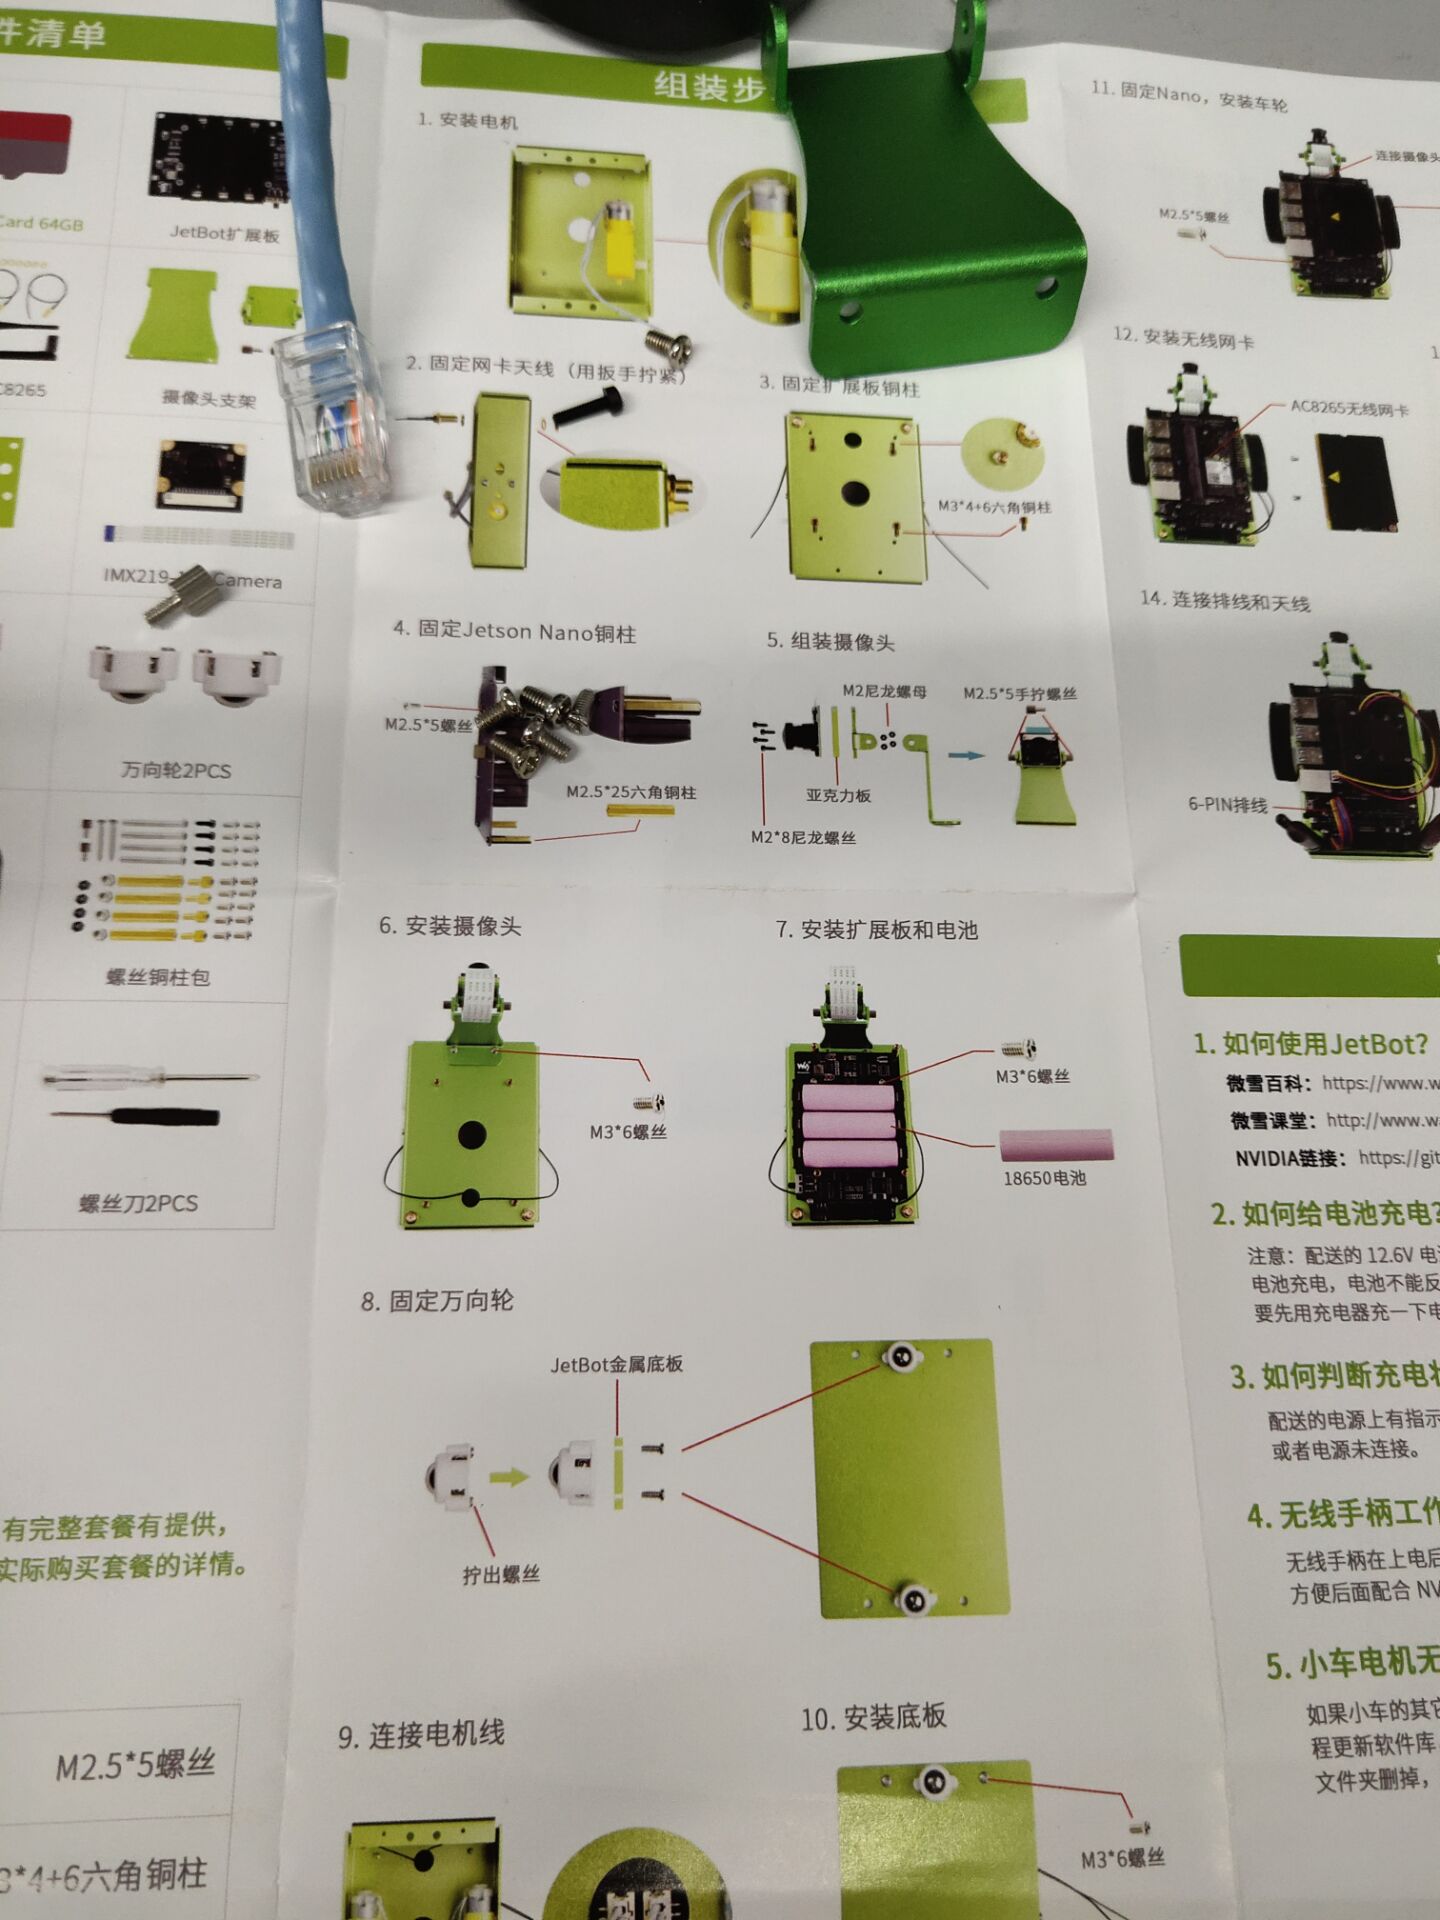 件清单
Card 64GB
JetBot扩展板
C8265
摄像头支架
Camera
万向轮2PCS
螺丝铜柱包
螺丝刀2PCS
有完整套餐有提供，
实际购买套餐的详情。
M2.5*5螺丝
3*4+6六角铜柱
组装步
1. 安装电机
2. 固定网卡天线（用扳手拧紧）
3. 固定扩展板铜柱
M3*4+6六角铜柱
4. 固定Jetson Nano铜柱
M2.5*5螺丝
M2.5*25六角铜柱
5. 组装摄像头
M2尼龙螺母
M2.5*5手拧螺丝
亚克力板
M2*8尼龙螺丝
6. 安装摄像头
M3*6螺丝
7. 安装扩展板和电池
M3*6螺丝
18650电池
8. 固定万向轮
JetBot金属底板
拧出螺丝
9. 连接电机线
10. 安装底板
M3*6螺丝
11. 固定Nano，安装车轮
连接摄像头
M2.5*5螺丝
12. 安装无线网卡
AC8265无线网卡
14. 连接排线和天线
6-PIN排线
1. 如何使用JetBot?
微雪百科：https://www.w
微雪课堂：http://www.w
NVIDIA链接：https://git
2. 如何给电池充电?
注意：配送的 12.6V 电
电池充电，电池不能反
要先用充电器充一下电
3. 如何判断充电状
配送的电源上有指示
或者电源未连接。
4. 无线手柄工作
无线手柄在上电后
方便后面配合 NV
5. 小车电机无
如果小车的其它
程更新软件库
文件夹删掉，